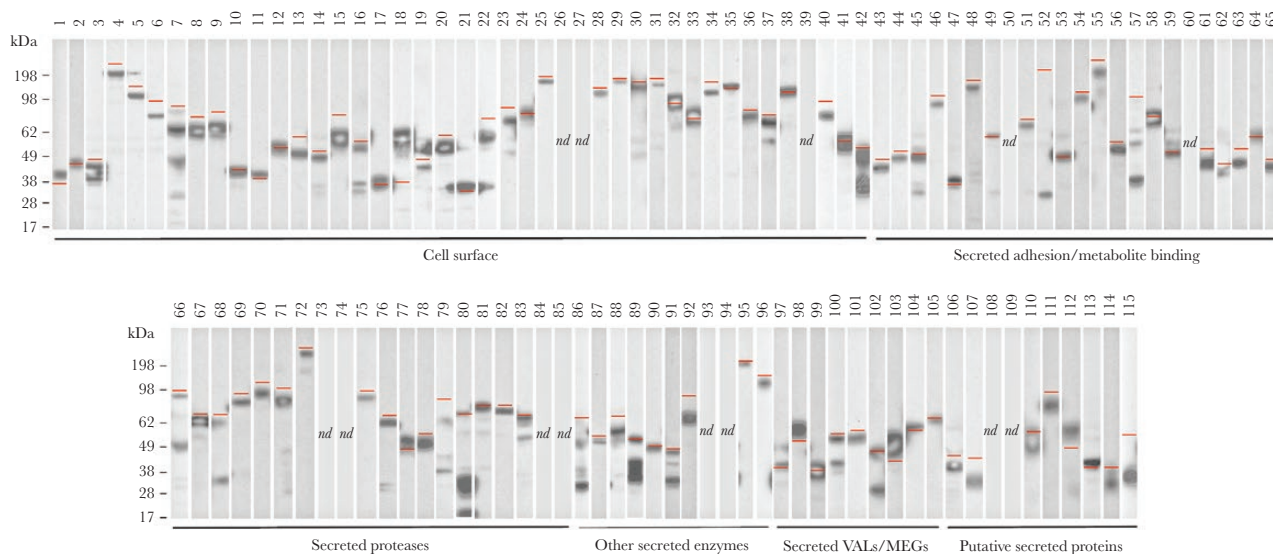 1 2 3 4 5 6 7 8 9 10 11 12 13 14 15 16 17 18 19 20 21 22 23 24 25 26 27 28 29 30 31 32 33 34 35 36 37 38 39 40 41 42 43 44 45 46 47 48 49 50 51 52 53 54 55 56 57 58 59 60 61 62 63 64 65
kDa
198
98
62
49
38
28
17
nd nd nd nd nd
Cell surface Secreted adhesion/metabolite binding
66 67 68 69 70 71 72 73 74 75 76 77 78 79 80 81 82 83 84 85 86 87 88 89 90 91 92 93 94 95 96 97 98 99 100 101 102 103 104 105 106 107 108 109 110 111 112 113 114 115
kDa
198
98
62
49
38
28
17
nd nd nd nd nd nd nd nd
Secreted proteases Other secreted enzymes Secreted VALs/MEGs Putative secreted proteins